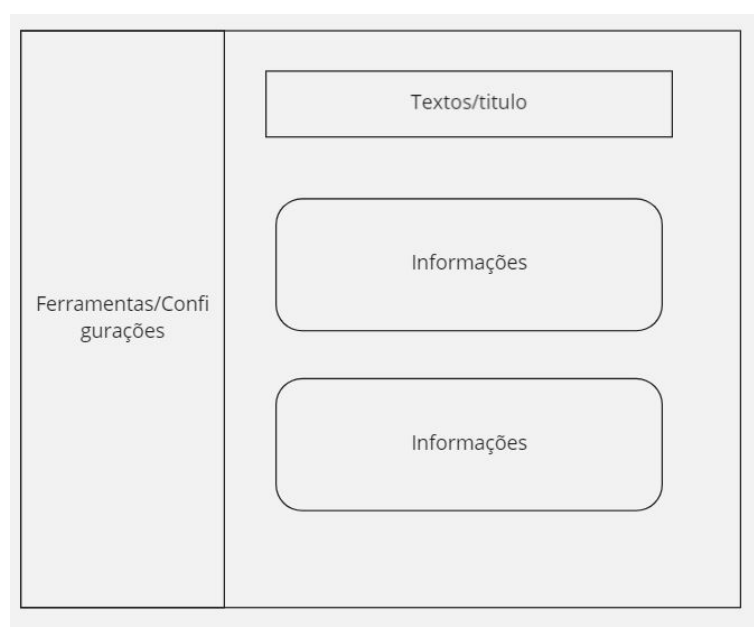 Textos/titulo
Informações
Ferramentas/Confi
gurações
Informações